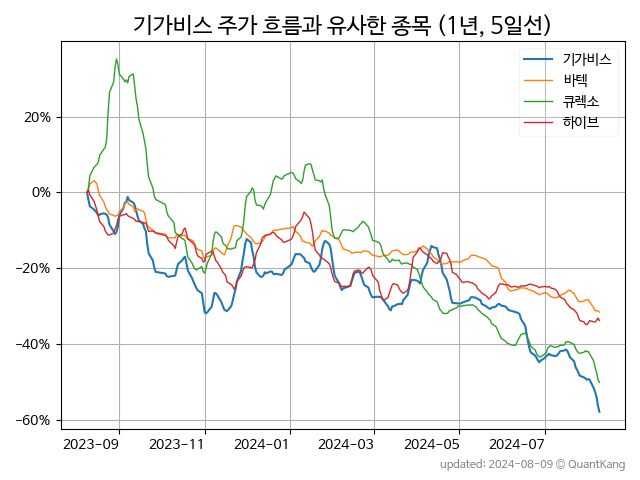 기가비스 주가 흐름과 유사한 종목 (1년, 5일선)
기가비스
바텍
큐렉소
하이브
20%
0%
−20%
−40%
−60%
2023-09 2023-11 2024-01 2024-03 2024-05 2024-07
updated: 2024-08-09 © QuantKang